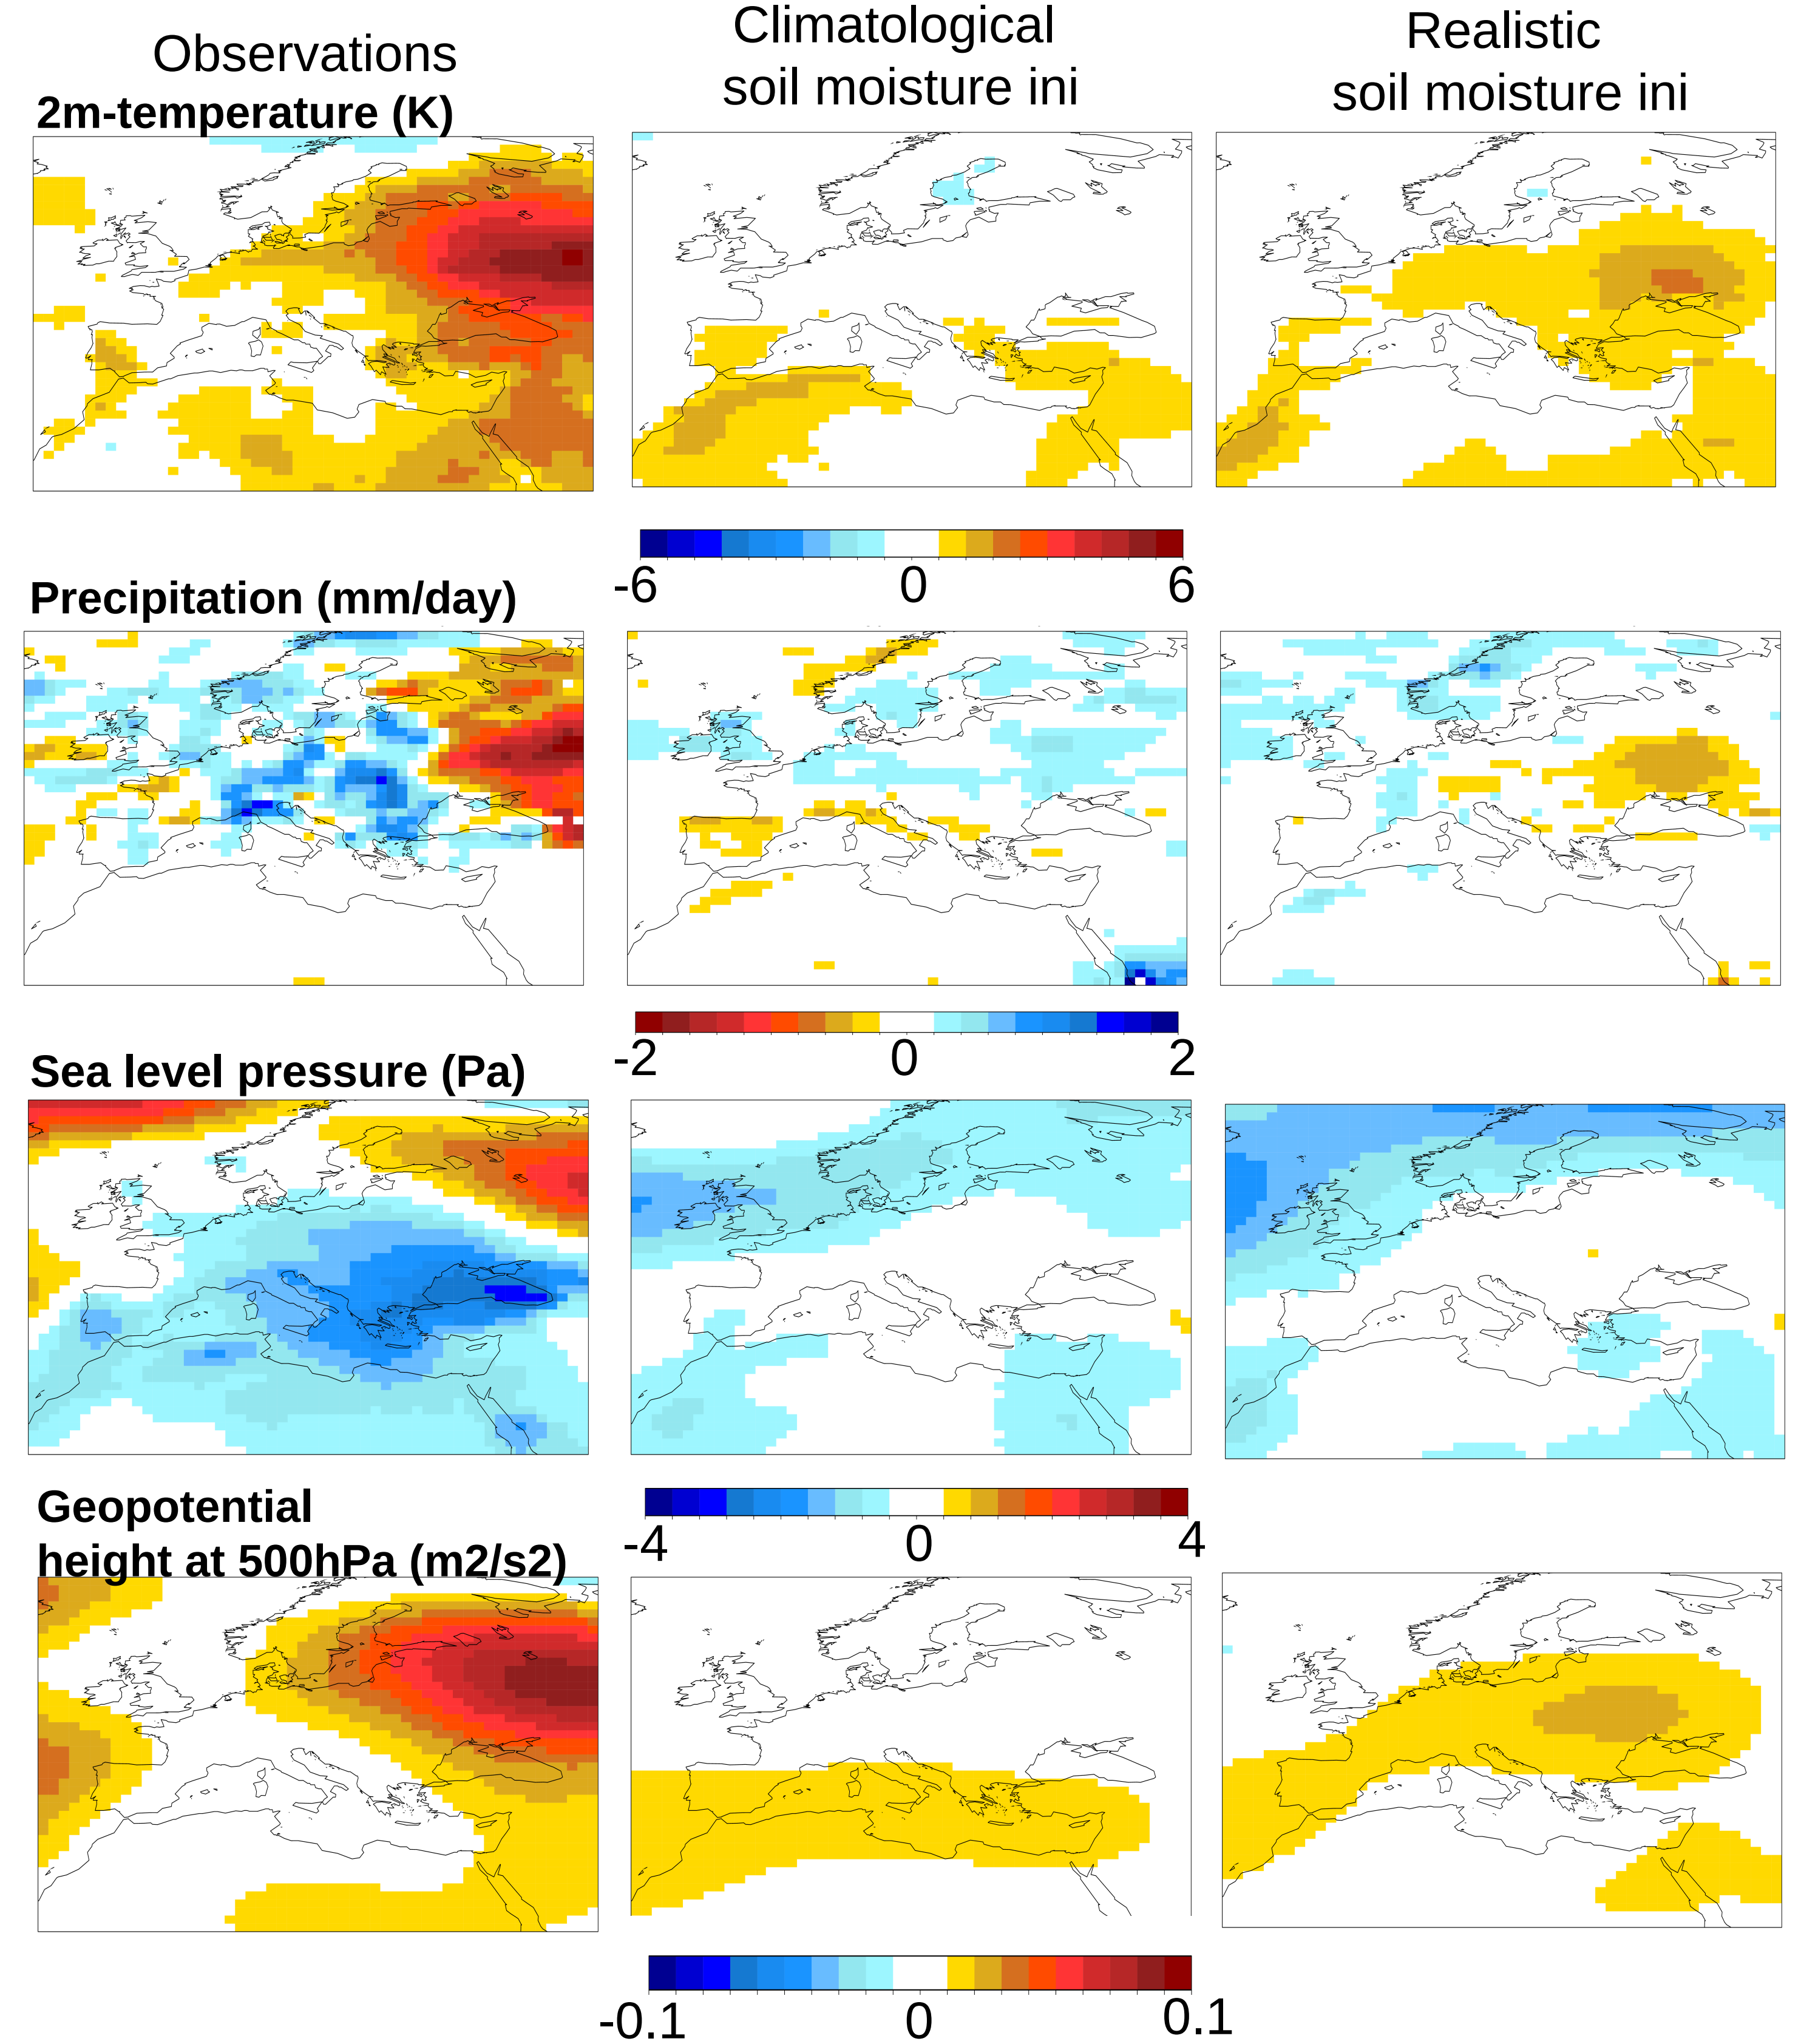 Observations
Climatological
soil moisture ini
Realistic
soil moisture ini
2m-temperature (K)
-6 0 6
Precipitation (mm/day)
-2 0 2
Sea level pressure (Pa)
-4 0 4
Geopotential
height at 500hPa (m2/s2)
-0.1 0 0.1